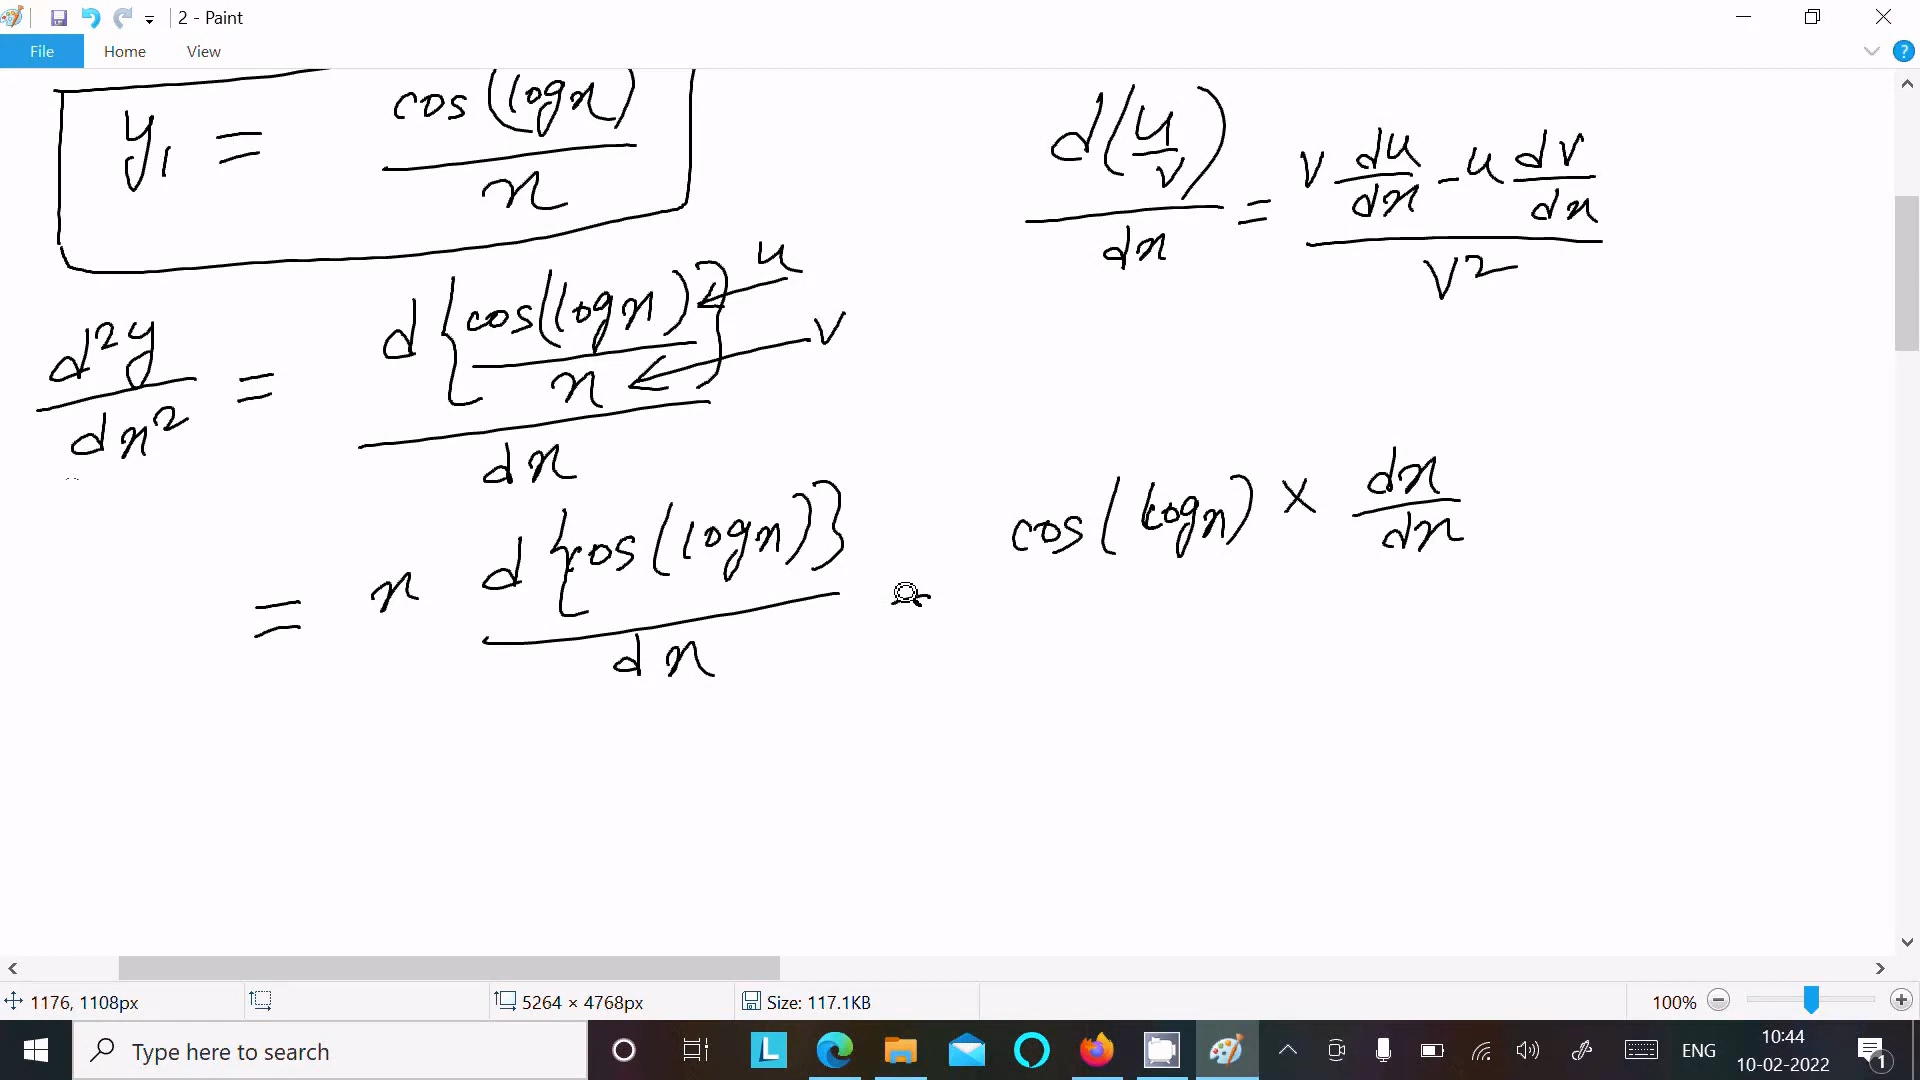 2 - Paint
File Home View
y₁ = cos(logx)/x
d(u/v)/dx = (v du/dx - u dv/dx)/v²
d²y/dx² = d{cos(logx)/x}/dx
u
v
= x d{cos(logx)}/dx - cos(logx) × dx/dx
1176, 1108px 5264 × 4768px Size: 117.1KB 100%
Type here to search ENG 10:44
10-02-2022
1